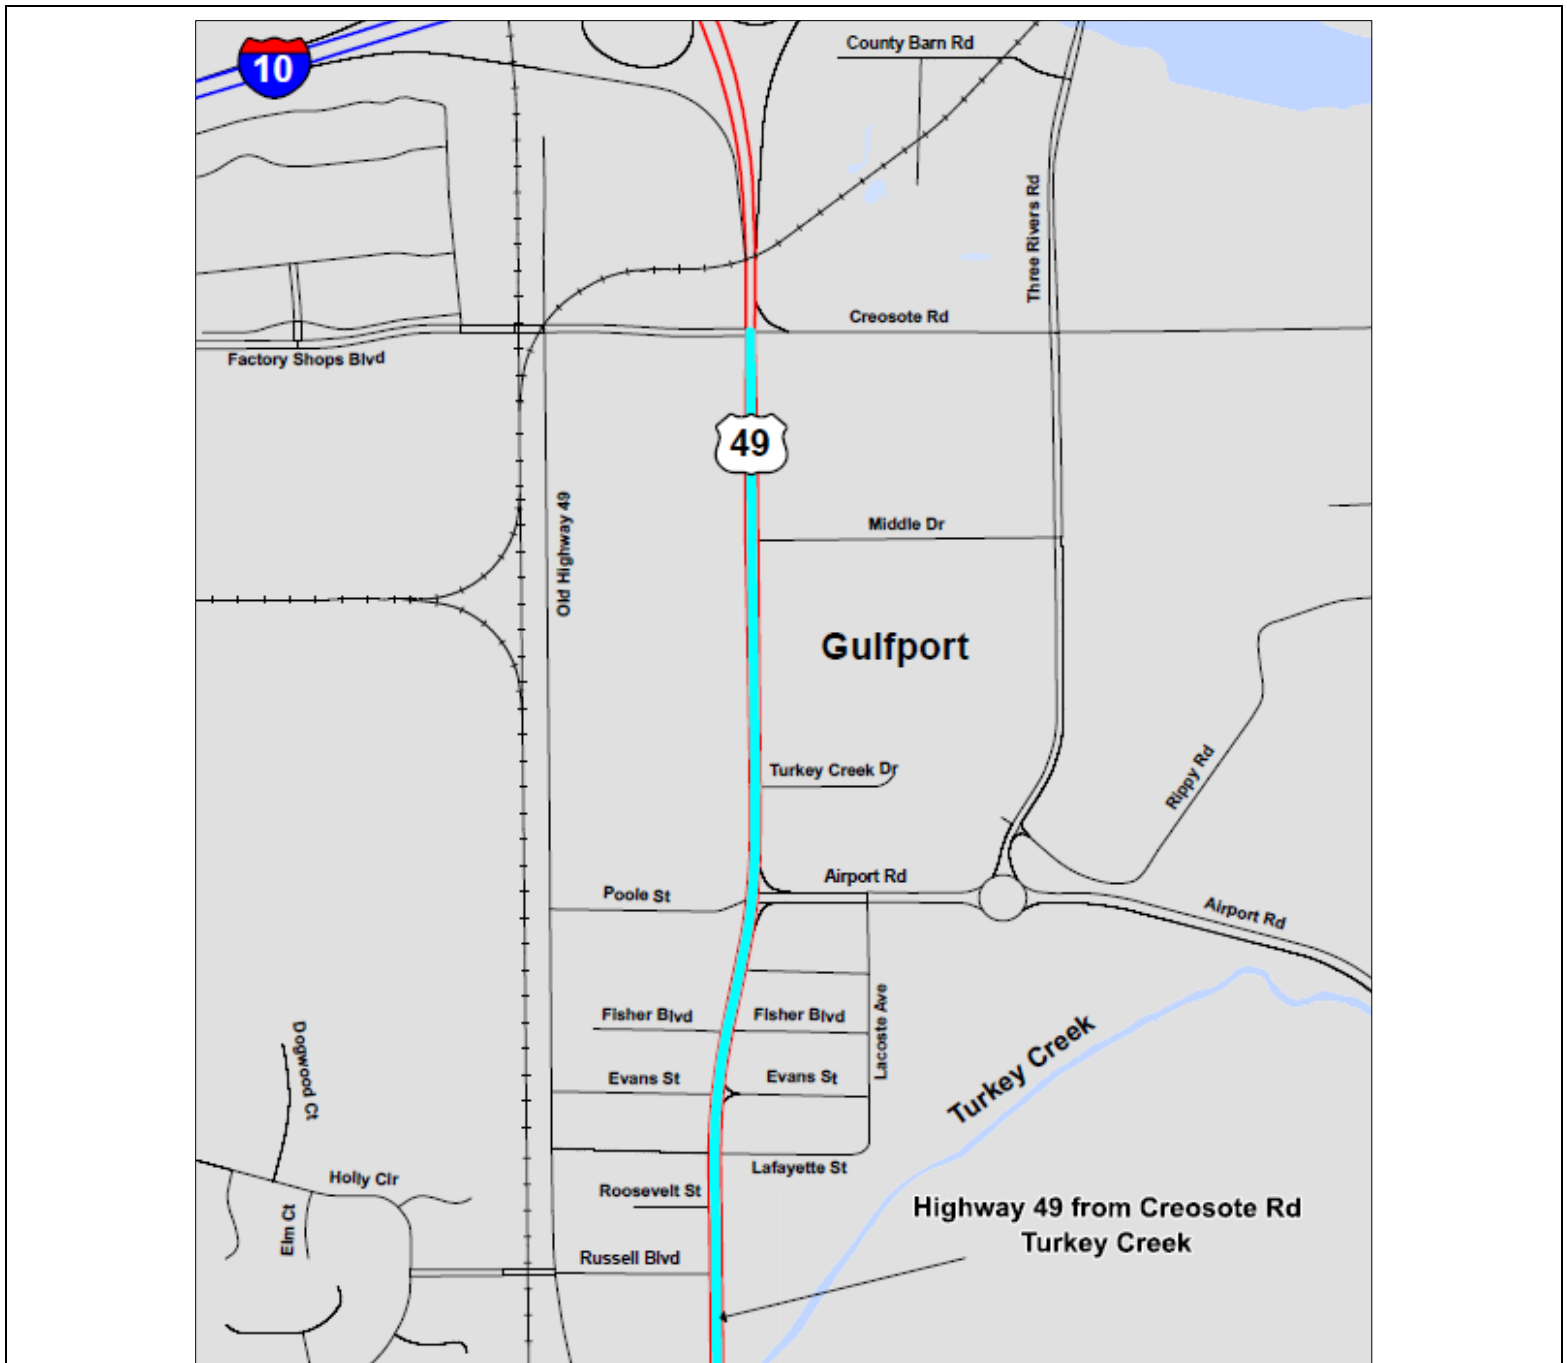 County Barn Rd
10
Three Rivers Rd
Creosote Rd
Factory Shops Blvd
49
Old Highway 49
Middle Dr
Gulfport
Turkey Creek Dr
Rippy Rd
Airport Rd
Poole St
Airport Rd
Fisher Blvd
Fisher Blvd
Lacoste Ave
Dogwood Ct
Turkey Creek
Evans St
Evans St
Lafayette St
Holly Cir
Roosevelt St
Elm Ct
Highway 49 from Creosote Rd
Turkey Creek
Russell Blvd